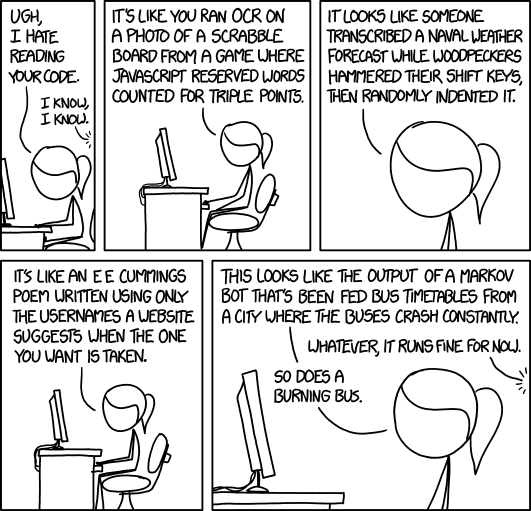 UGH,
I HATE
READING
YOUR CODE.
I KNOW,
I KNOW.
IT'S LIKE YOU RAN OCR ON
A PHOTO OF A SCRABBLE
BOARD FROM A GAME WHERE
JAVASCRIPT RESERVED WORDS
COUNTED FOR TRIPLE POINTS.
IT LOOKS LIKE SOMEONE
TRANSCRIBED A NAVAL WEATHER
FORECAST WHILE WOODPECKERS
HAMMERED THEIR SHIFT KEYS,
THEN RANDOMLY INDENTED IT.
IT'S LIKE AN E E CUMMINGS
POEM WRITTEN USING ONLY
THE USERNAMES A WEBSITE
SUGGESTS WHEN THE ONE
YOU WANT IS TAKEN.
THIS LOOKS LIKE THE OUTPUT OF A MARKOV
BOT THAT'S BEEN FED BUS TIMETABLES FROM
A CITY WHERE THE BUSES CRASH CONSTANTLY.
WHATEVER, IT RUNS FINE FOR NOW.
SO DOES A
BURNING BUS.